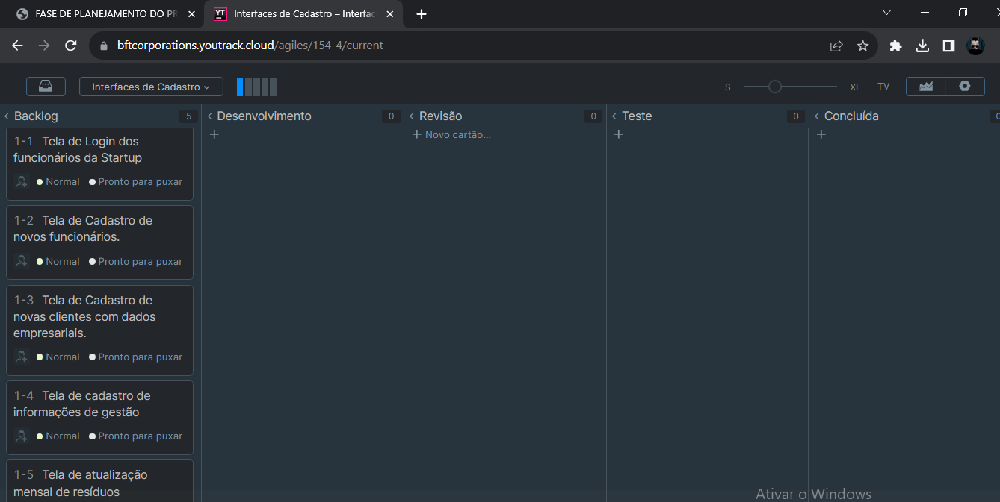 FASE DE PLANEJAMENTO DO PR
YT Interfaces de Cadastro – Interfac
bftcorporations.youtrack.cloud/agiles/154-4/current
Interfaces de Cadastro
S XL TV
Backlog 5 Desenvolvimento 0 Revisão 0 Teste 0 Concluída 0
Novo cartão...
1-1 Tela de Login dos
funcionários da Startup
Normal Pronto para puxar
1-2 Tela de Cadastro de
novos funcionários.
Normal Pronto para puxar
1-3 Tela de Cadastro de
novas clientes com dados
empresariais.
Normal Pronto para puxar
1-4 Tela de cadastro de
informações de gestão
Normal Pronto para puxar
1-5 Tela de atualização
mensal de resíduos
Ativar o Windows